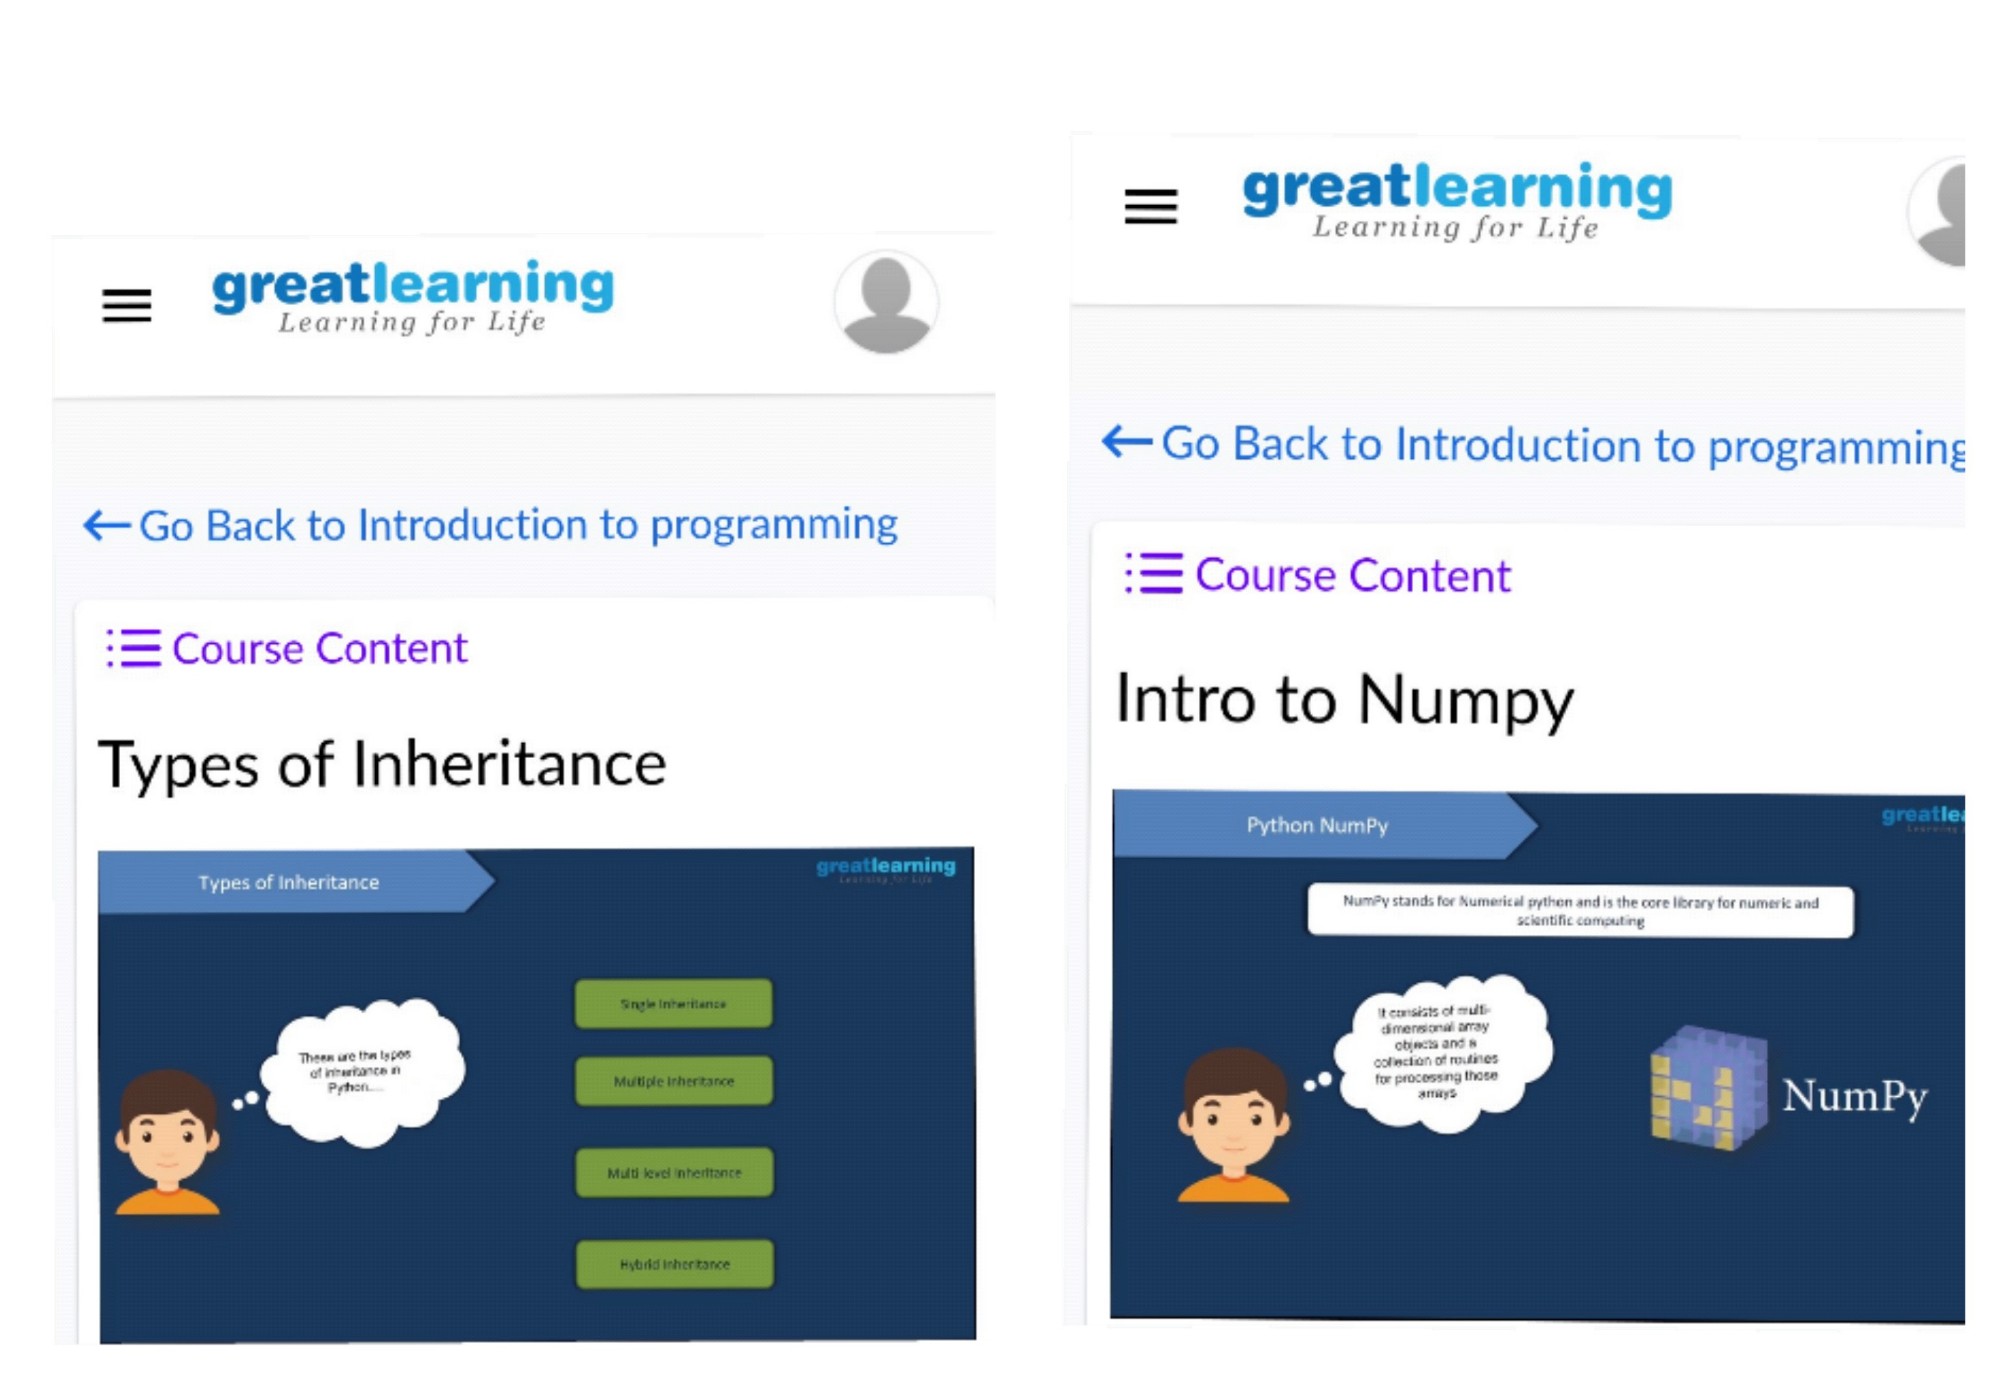 greatlearning
Learning for Life
Go Back to Introduction to programming
Course Content
Types of Inheritance
Types of Inheritance
greatlearning
Learning for Life
These are the types
of inheritance in
Python....
Single Inheritance
Multiple Inheritance
Multi-level Inheritance
Hybrid Inheritance
greatlearning
Learning for Life
Go Back to Introduction to programming
Course Content
Intro to Numpy
Python NumPy
greatlea
Learning
NumPy stands for Numerical python and is the core library for numeric and
scientific computing
It consists of multi-
dimensional array
objects and a
collection of routines
for processing those
arrays
NumPy